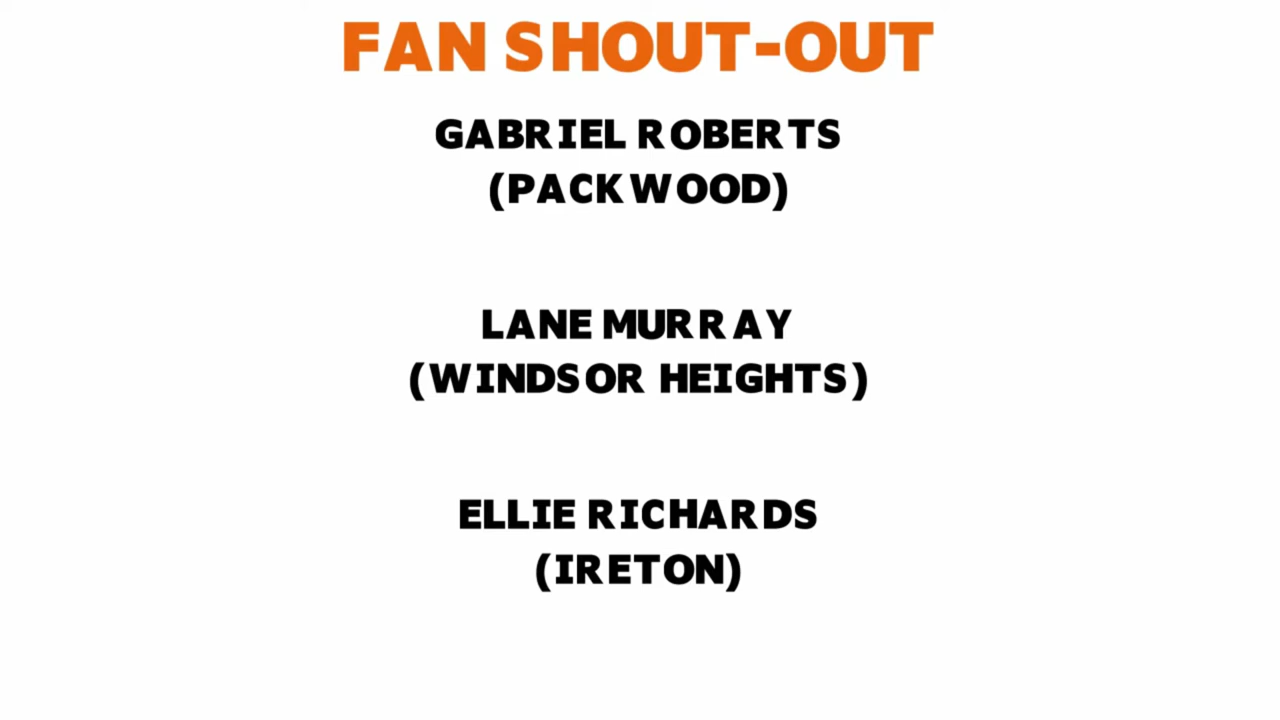 FAN SHOUT-OUT
GABRIEL ROBERTS
(PACKWOOD)
LANE MURRAY
(WINDSOR HEIGHTS)
ELLIE RICHARDS
(IRETON)